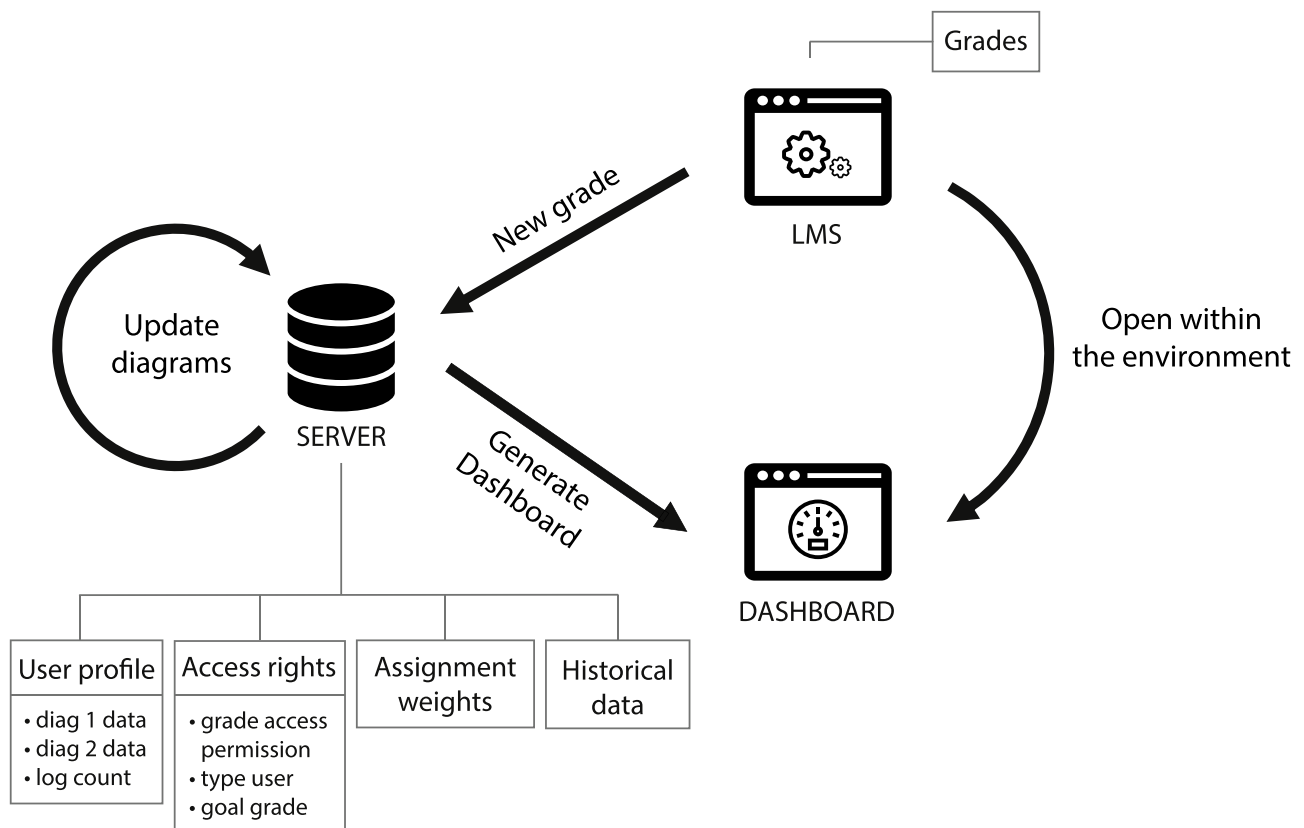 Grades
LMS
New grade
Open within
the environment
Update
diagrams
SERVER
Generate
Dashboard
DASHBOARD
User profile
• diag 1 data
• diag 2 data
• log count
Access rights
• grade access
permission
• type user
• goal grade
Assignment
weights
Historical
data